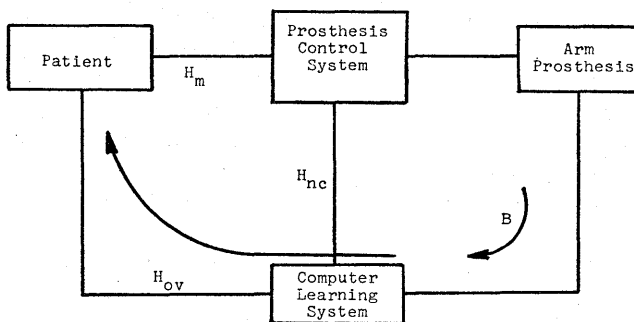 Patient
H_m
Prosthesis
Control
System
Arm
Prosthesis
H_nc
B
H_ov
Computer
Learning
System